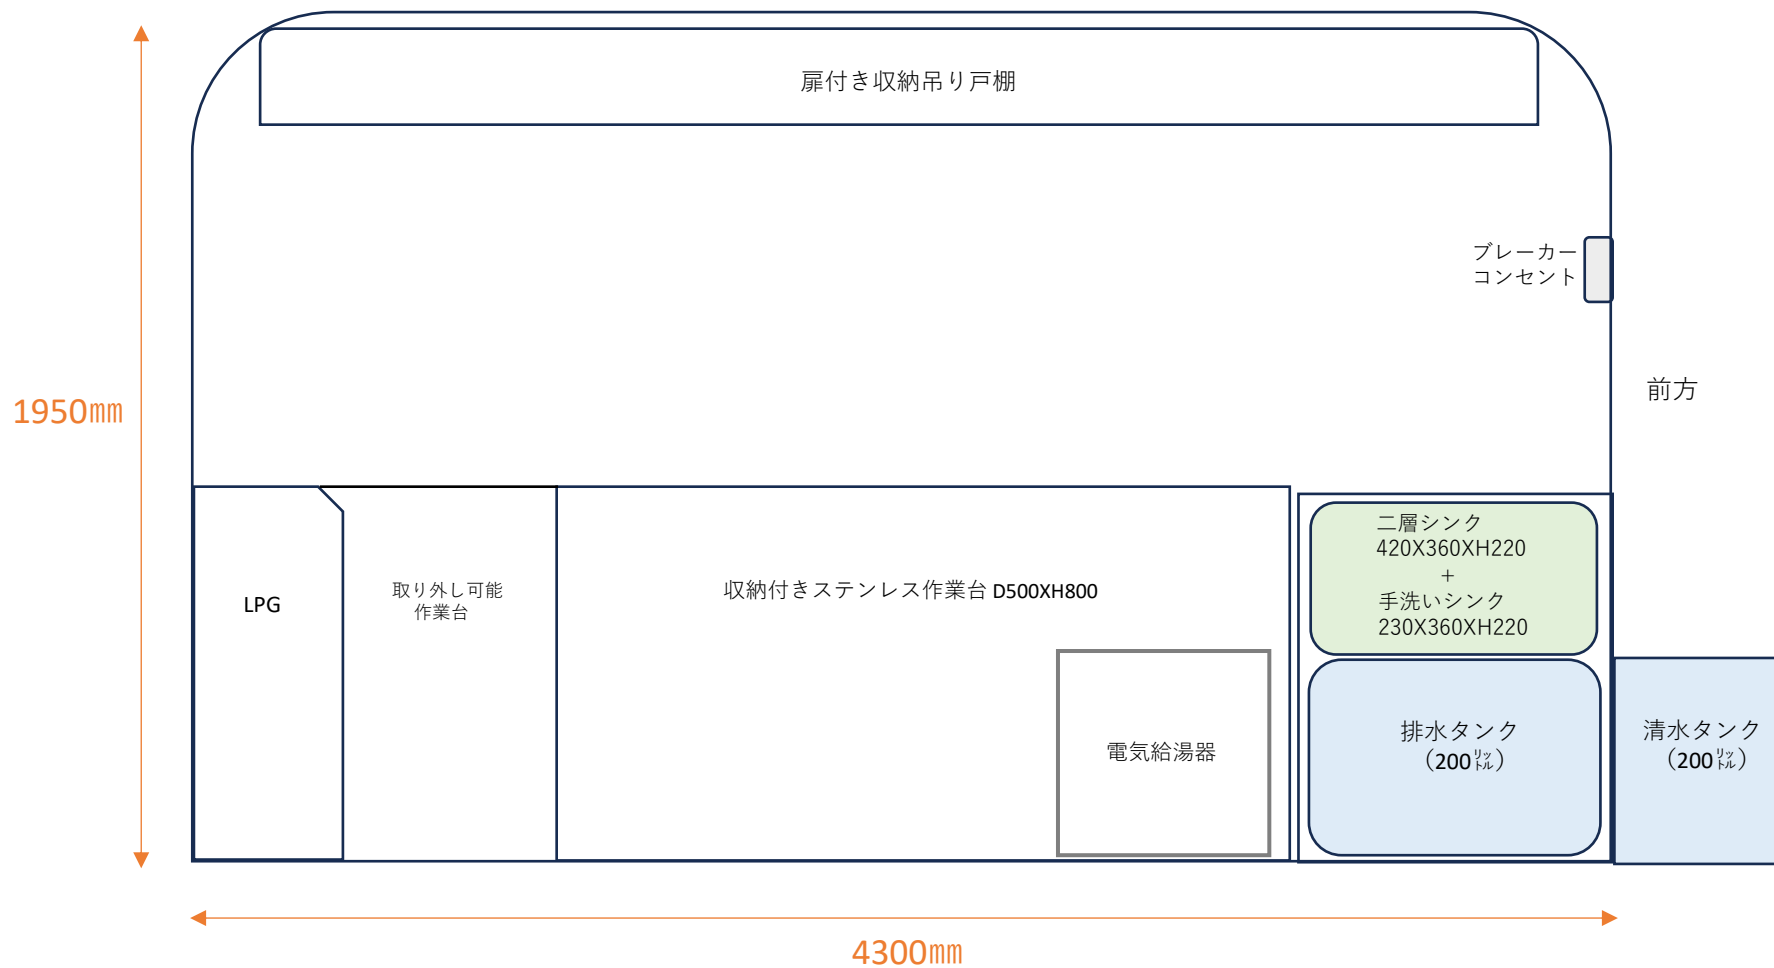 扉付き収納吊り戸棚
ブレーカー
コンセント
前方
1950㎜
二層シンク
420X360XH220
+
手洗いシンク
230X360XH220
LPG
取り外し可能
作業台
収納付きステンレス作業台 D500XH800
電気給湯器
排水タンク
（200㍑）
清水タンク
（200㍑）
4300㎜